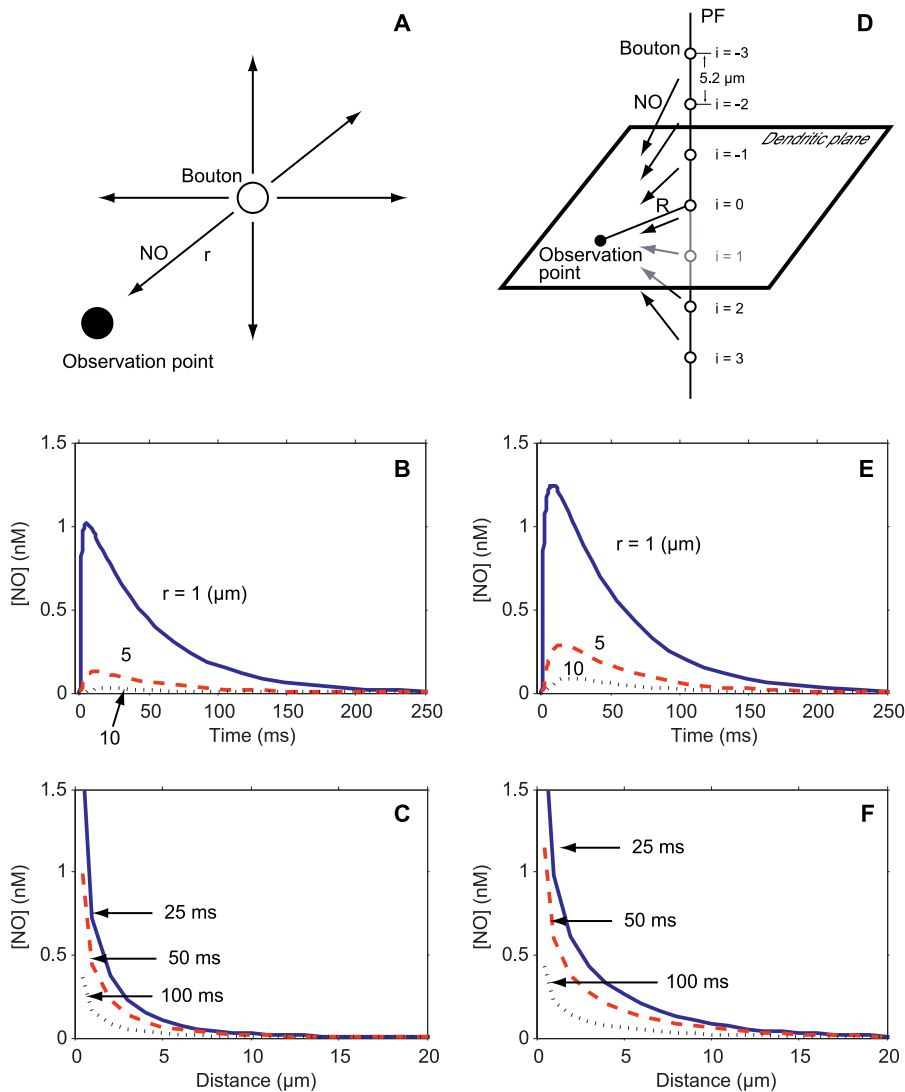 A
Bouton
NO
r
Observation point
D
PF
Bouton
i = -3
5.2 µm
NO
i = -2
Dendritic plane
i = -1
R
i = 0
Observation
point
i = 1
i = 2
i = 3
B
1.5
1
0.5
0
[NO] (nM)
r = 1 (µm)
5
10
0
50
100
150
200
250
Time (ms)
E
1.5
1
0.5
0
[NO] (nM)
r = 1 (µm)
5
10
0
50
100
150
200
250
Time (ms)
C
1.5
1
0.5
0
[NO] (nM)
25 ms
50 ms
100 ms
0
5
10
15
20
Distance (µm)
F
1.5
1
0.5
0
[NO] (nM)
25 ms
50 ms
100 ms
0
5
10
15
20
Distance (µm)